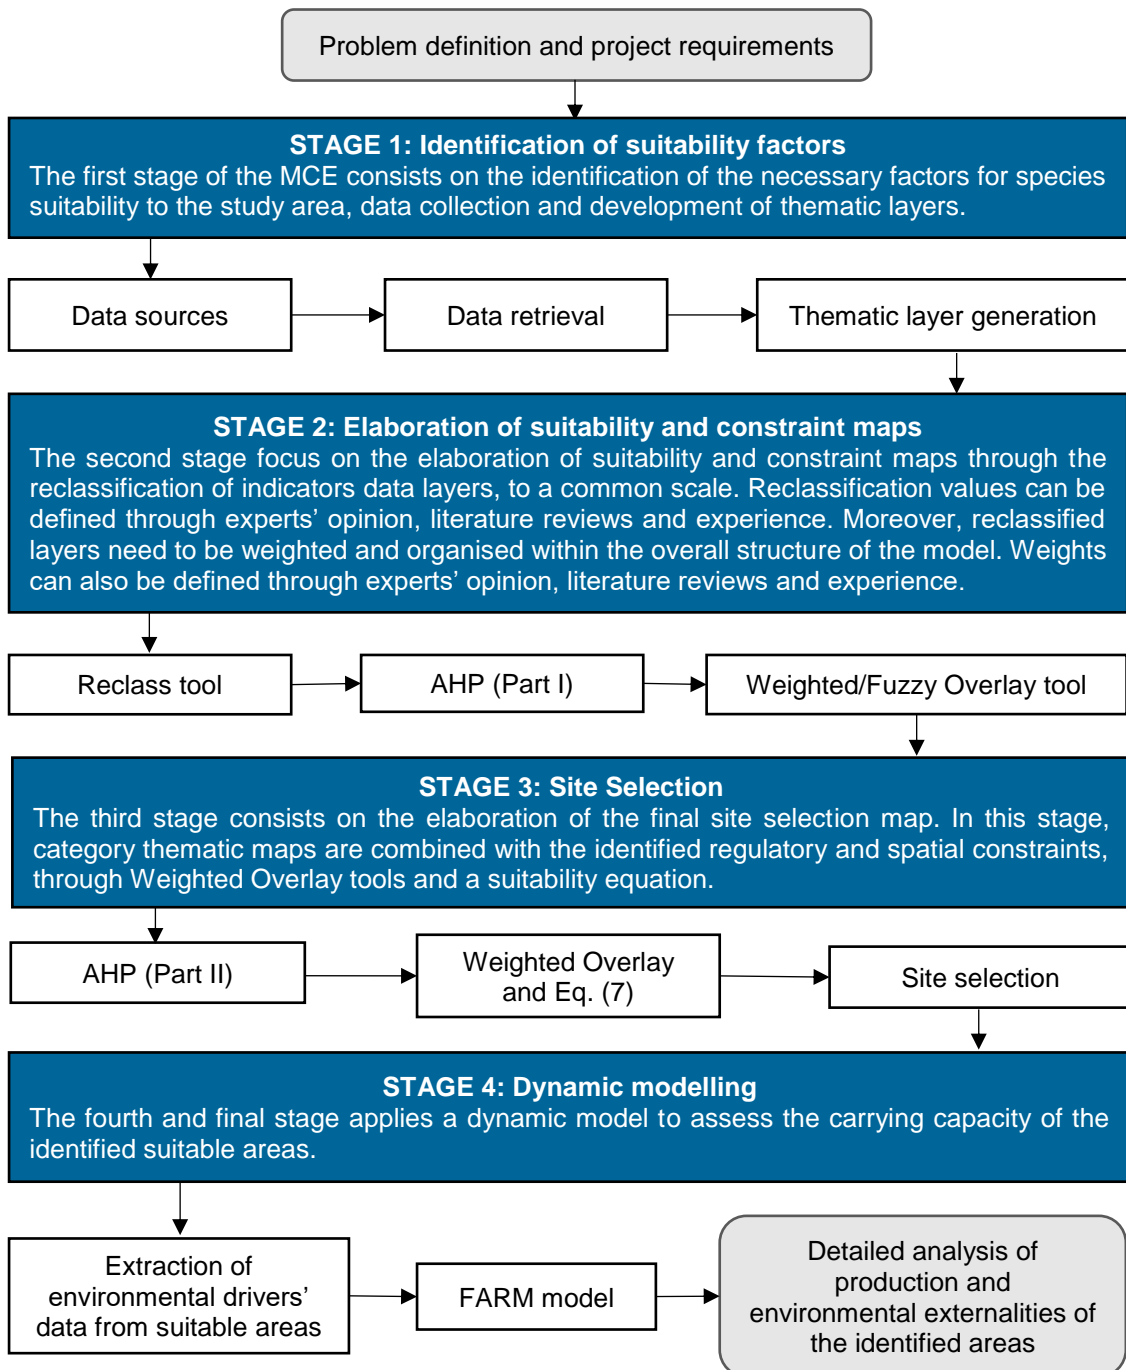 Problem definition and project requirements
STAGE 1: Identification of suitability factors
The first stage of the MCE consists on the identification of the necessary factors for species
suitability to the study area, data collection and development of thematic layers.
Data sources
Data retrieval
Thematic layer generation
STAGE 2: Elaboration of suitability and constraint maps
The second stage focus on the elaboration of suitability and constraint maps through the
reclassification of indicators data layers, to a common scale. Reclassification values can be
defined through experts’ opinion, literature reviews and experience. Moreover, reclassified
layers need to be weighted and organised within the overall structure of the model. Weights
can also be defined through experts’ opinion, literature reviews and experience.
Reclass tool
AHP (Part I)
Weighted/Fuzzy Overlay tool
STAGE 3: Site Selection
The third stage consists on the elaboration of the final site selection map. In this stage,
category thematic maps are combined with the identified regulatory and spatial constraints,
through Weighted Overlay tools and a suitability equation.
AHP (Part II)
Weighted Overlay
and Eq. (7)
Site selection
STAGE 4: Dynamic modelling
The fourth and final stage applies a dynamic model to assess the carrying capacity of the
identified suitable areas.
Extraction of
environmental drivers’
data from suitable areas
FARM model
Detailed analysis of
production and
environmental externalities of
the identified areas